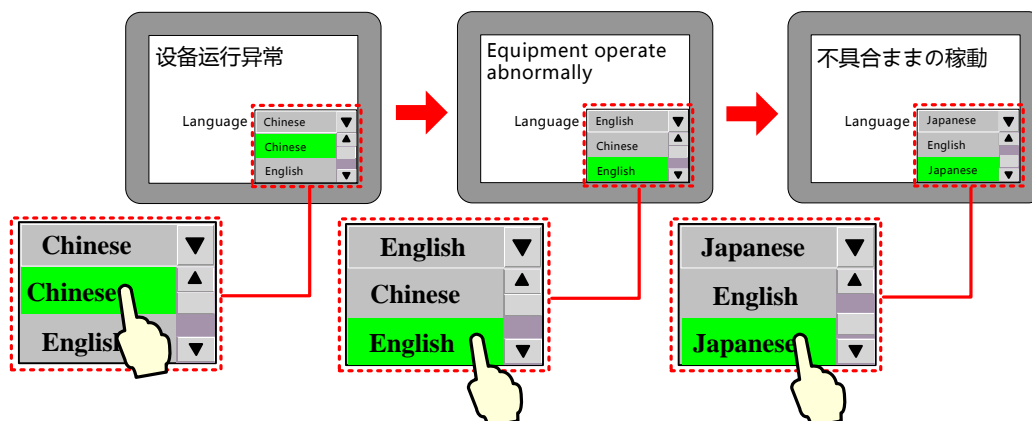 设备运行异常
Language
Chinese
Chinese
English
Equipment operate
abnormally
Language
English
Chinese
English
不具合ままの稼動
Language
Japanese
English
Japanese
Chinese
Chinese
English
English
Chinese
English
Japanese
English
Japanese